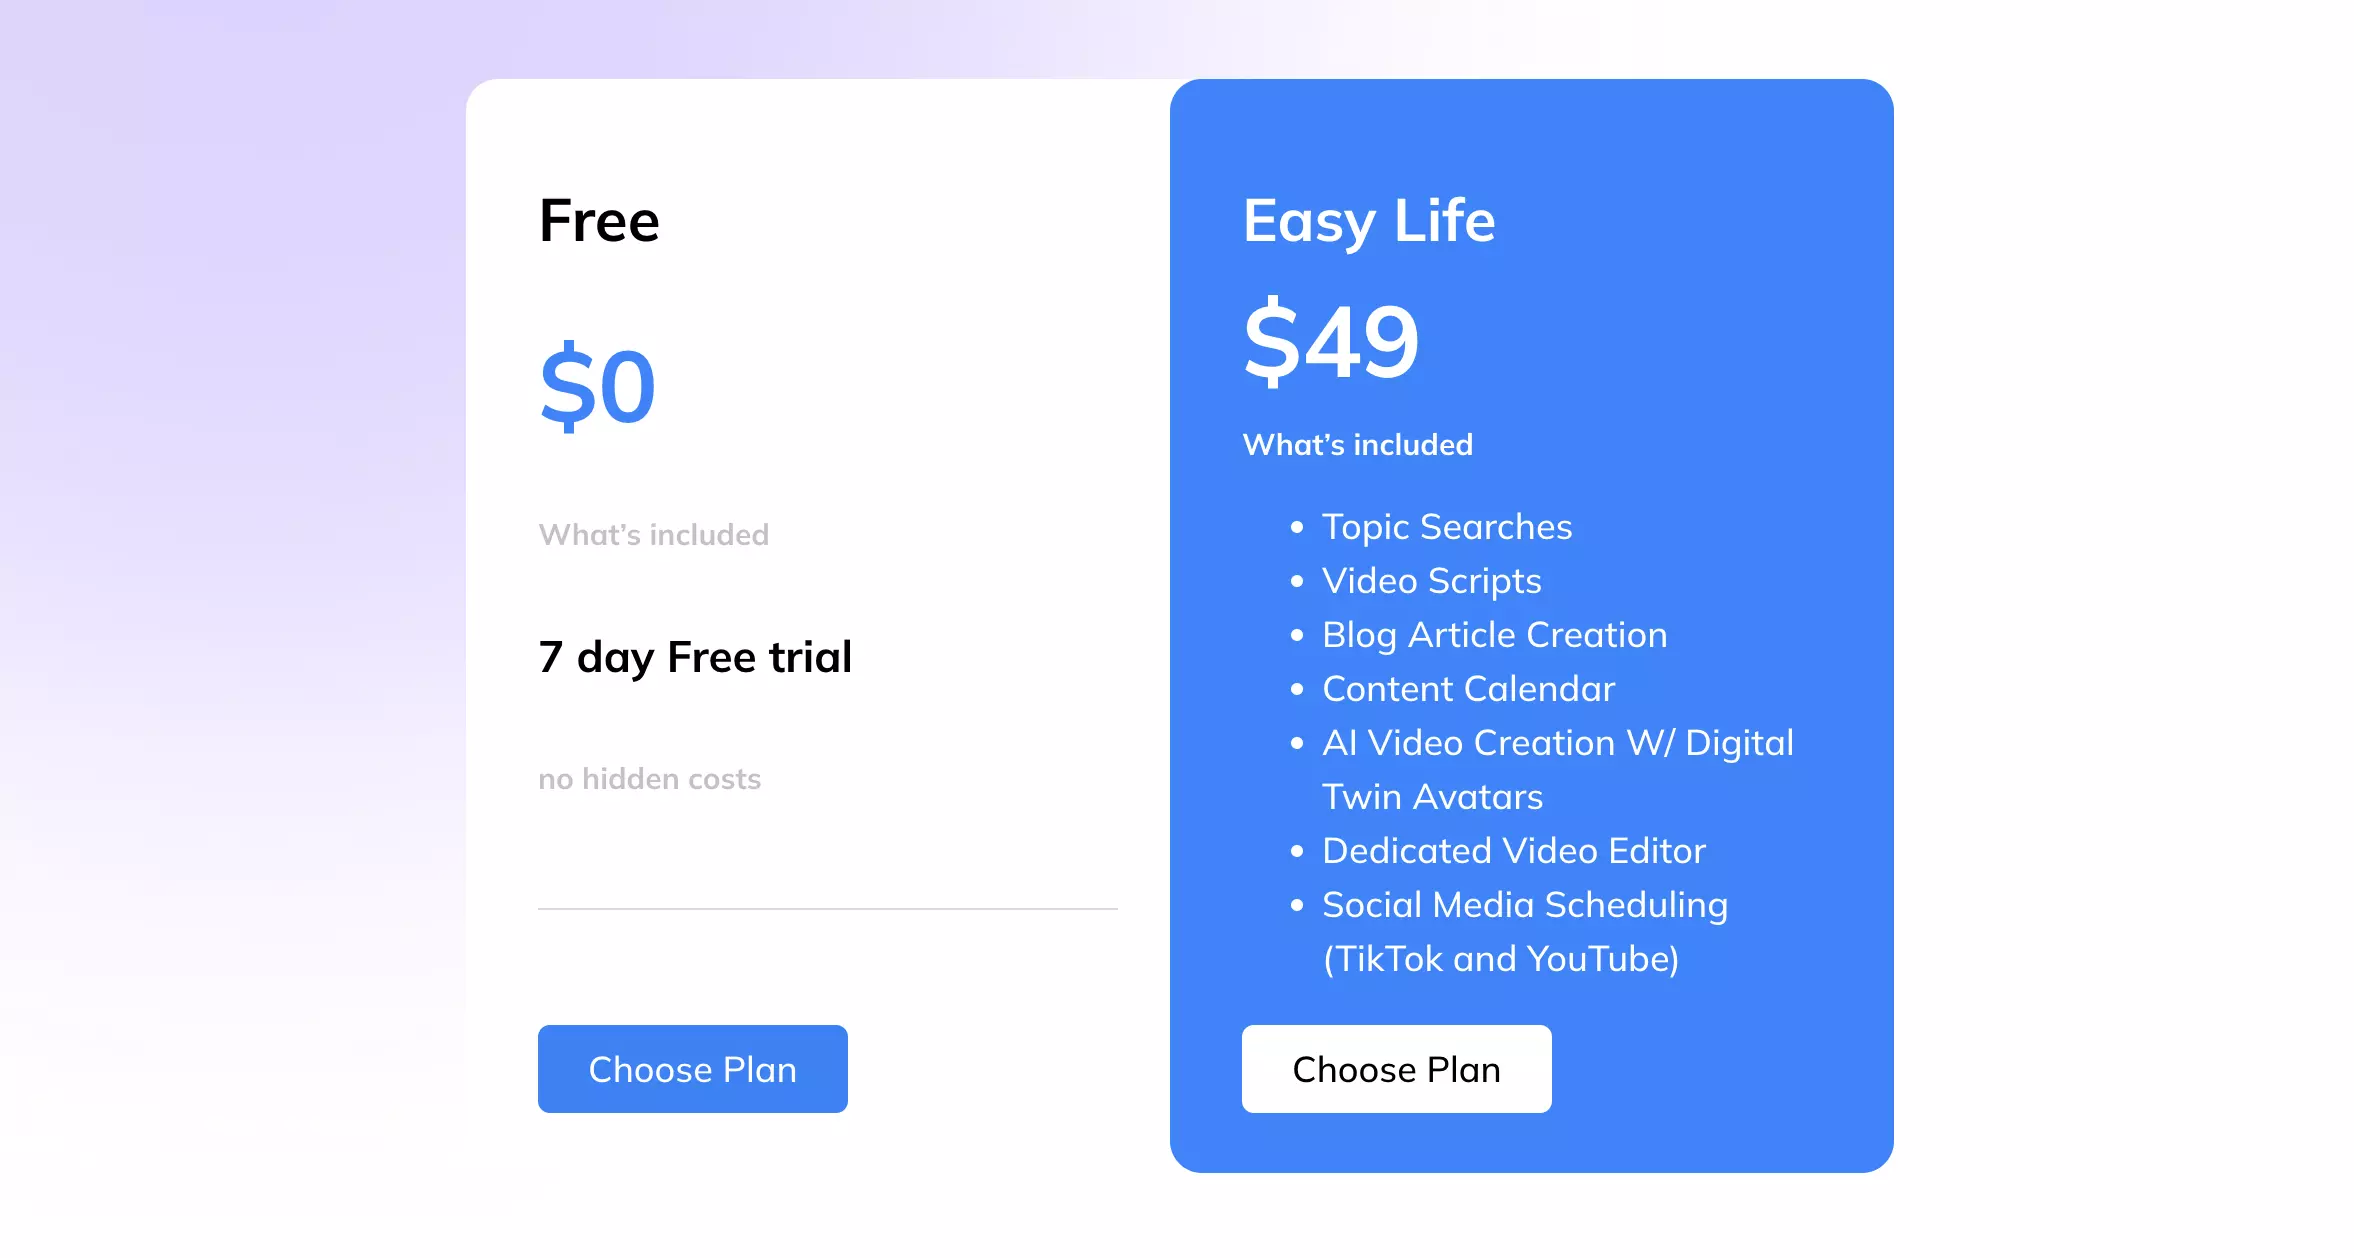 Free
$0
What’s included
7 day Free trial
no hidden costs
Choose Plan
Easy Life
$49
What’s included
Topic Searches
Video Scripts
Blog Article Creation
Content Calendar
AI Video Creation W/ Digital
Twin Avatars
Dedicated Video Editor
Social Media Scheduling
(TikTok and YouTube)
Choose Plan